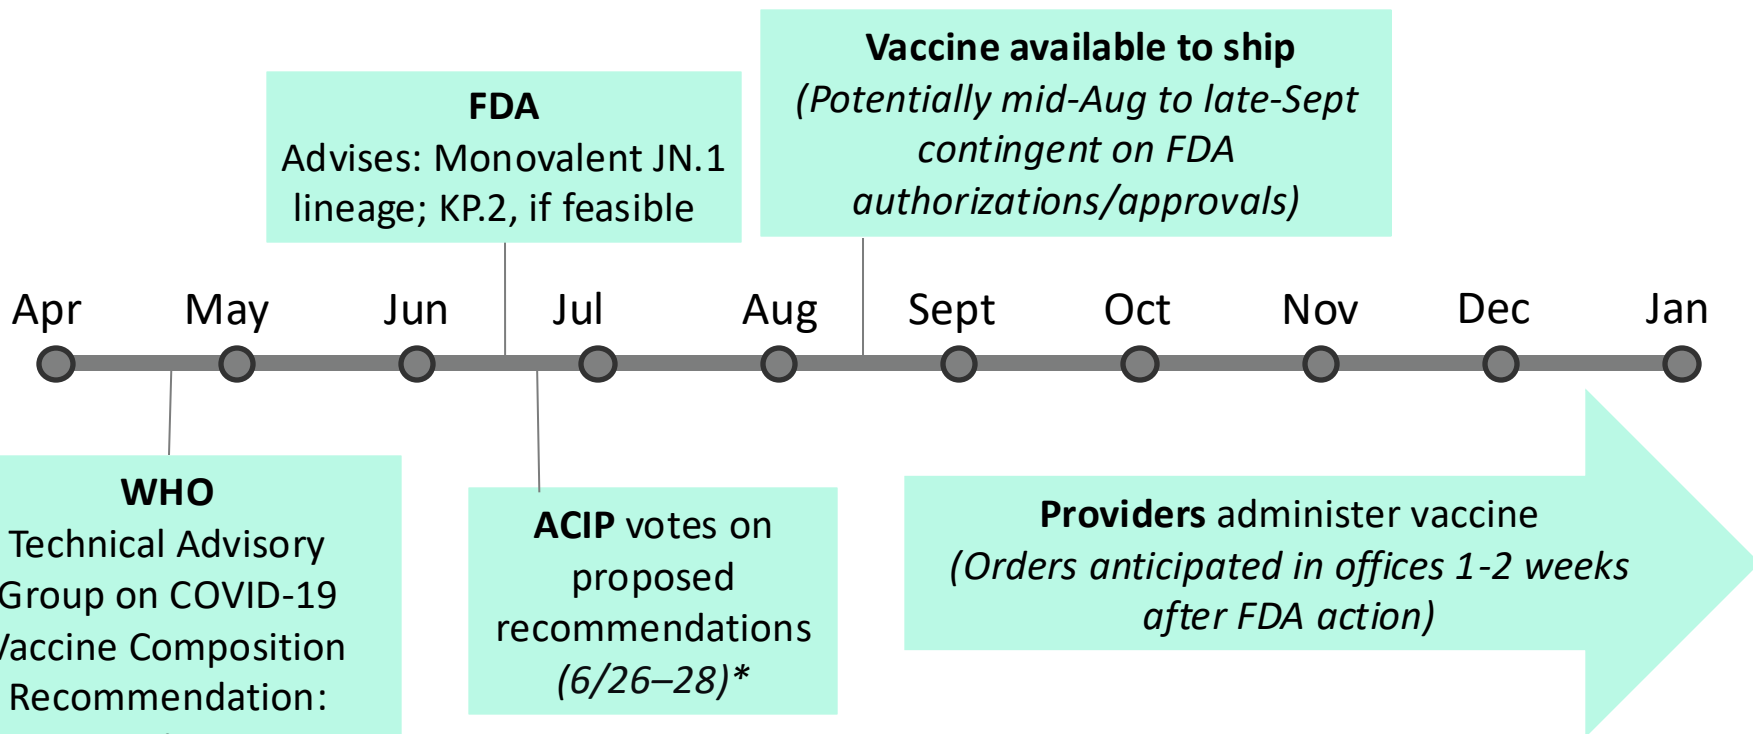 Vaccine available to ship
(Potentially mid-Aug to late-Sept
contingent on FDA
authorizations/approvals)
FDA
Advises: Monovalent JN.1
lineage; KP.2, if feasible
Apr May Jun Jul Aug Sept Oct Nov Dec Jan
WHO
Technical Advisory
Group on COVID-19
Vaccine Composition
Recommendation:
ACIP votes on
proposed
recommendations
(6/26–28)*
Providers administer vaccine
(Orders anticipated in offices 1-2 weeks
after FDA action)